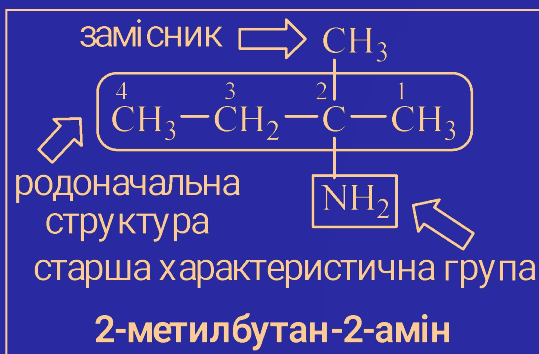 замісник CH₃
4 3 2 1
CH₃—CH₂—C—CH₃
родоначальна NH₂
структура
старша характеристична група
2-метилбутан-2-амін